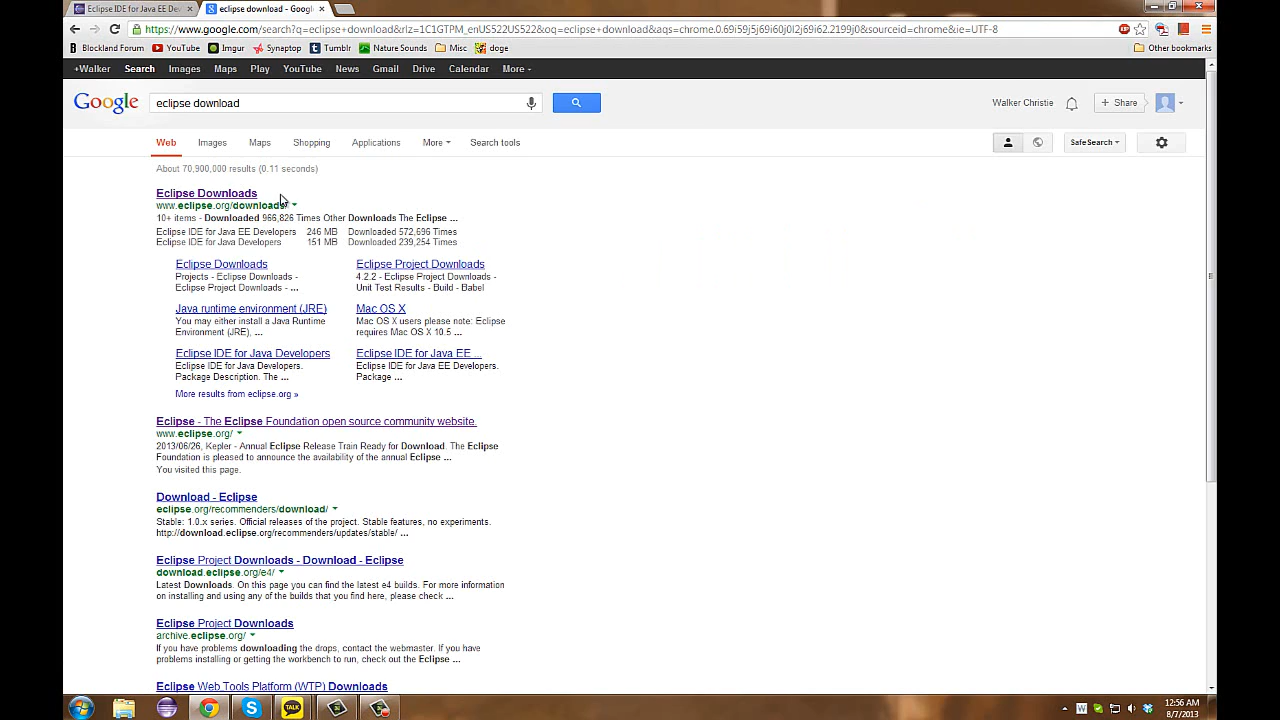 Eclipse IDE for Java EE De
eclipse download - Google
https://www.google.com/search?q=eclipse+download&rlz=1C1GTPM_enUS522US522&oq=eclipse+download&aqs=chrome.0.69i59j5j69i60j0l2j69i62.2199j0&sourceid=chrome&ie=UTF-8
Blockland Forum YouTube Imgur Synaptop Tumblr Nature Sounds Misc dogs Other bookmarks
+Walker Search Images Maps Play YouTube News Gmail Drive Calendar More
Google eclipse download Walker Christie + Share
Web Images Maps Shopping Applications More Search tools SafeSearch
About 70,900,000 results (0.11 seconds)
Eclipse Downloads
www.eclipse.org/downloads/
10+ items - Downloaded 966,826 Times Other Downloads The Eclipse ...
Eclipse IDE for Java EE Developers 246 MB Downloaded 572,696 Times
Eclipse IDE for Java Developers 151 MB Downloaded 239,254 Times
Eclipse Downloads
Projects - Eclipse Downloads -
Eclipse Project Downloads - ...
Eclipse Project Downloads
4.2.2 - Eclipse Project Downloads -
Unit Test Results - Build - Babel
Java runtime environment (JRE)
You may either install a Java Runtime
Environment (JRE), ...
Mac OS X
Mac OS X users please note: Eclipse
requires Mac OS X 10.5 ...
Eclipse IDE for Java Developers
Eclipse IDE for Java Developers.
Package Description. The ...
Eclipse IDE for Java EE ...
Eclipse IDE for Java EE Developers.
Package ...
More results from eclipse.org »
Eclipse - The Eclipse Foundation open source community website.
www.eclipse.org/
2013/06/26, Kepler - Annual Eclipse Release Train Ready for Download. The Eclipse
Foundation is pleased to announce the availability of the annual Eclipse ...
You visited this page.
Download - Eclipse
eclipse.org/recommenders/download/
Stable: 1.0.x series. Official releases of the project. Stable features, no experiments.
http://download.eclipse.org/recommenders/updates/stable/ ...
Eclipse Project Downloads - Download - Eclipse
download.eclipse.org/e4/
Latest Downloads. On this page you can find the latest e4 builds. For more information
on installing and using any of the builds that you find here, please check ...
Eclipse Project Downloads
archive.eclipse.org/
If you have problems downloading the drops, contact the webmaster. If you have
problems installing or getting the workbench to run, check out the Eclipse ...
Eclipse Web Tools Platform (WTP) Downloads
TALK
12:56 AM
8/7/2013